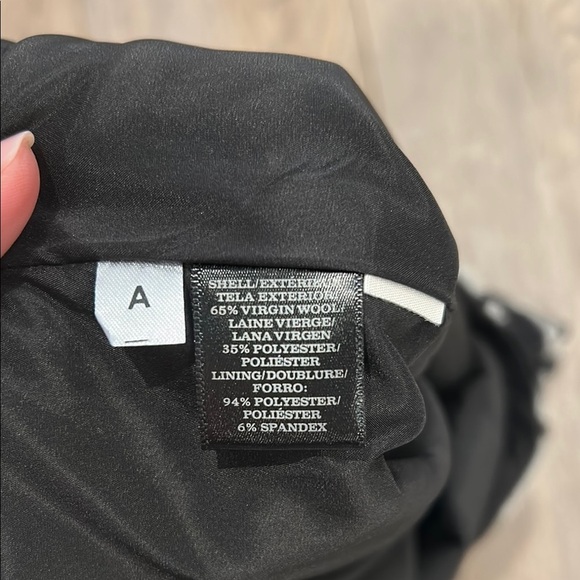 A
SHELL/EXTERIEUR/
TELA EXTERIOR:
65% VIRGIN WOOL/
LAINE VIERGE/
LANA VIRGEN
35% POLYESTER/
POLIÉSTER
LINING/DOUBLURE/
FORRO:
94% POLYESTER/
POLIÉSTER
6% SPANDEX